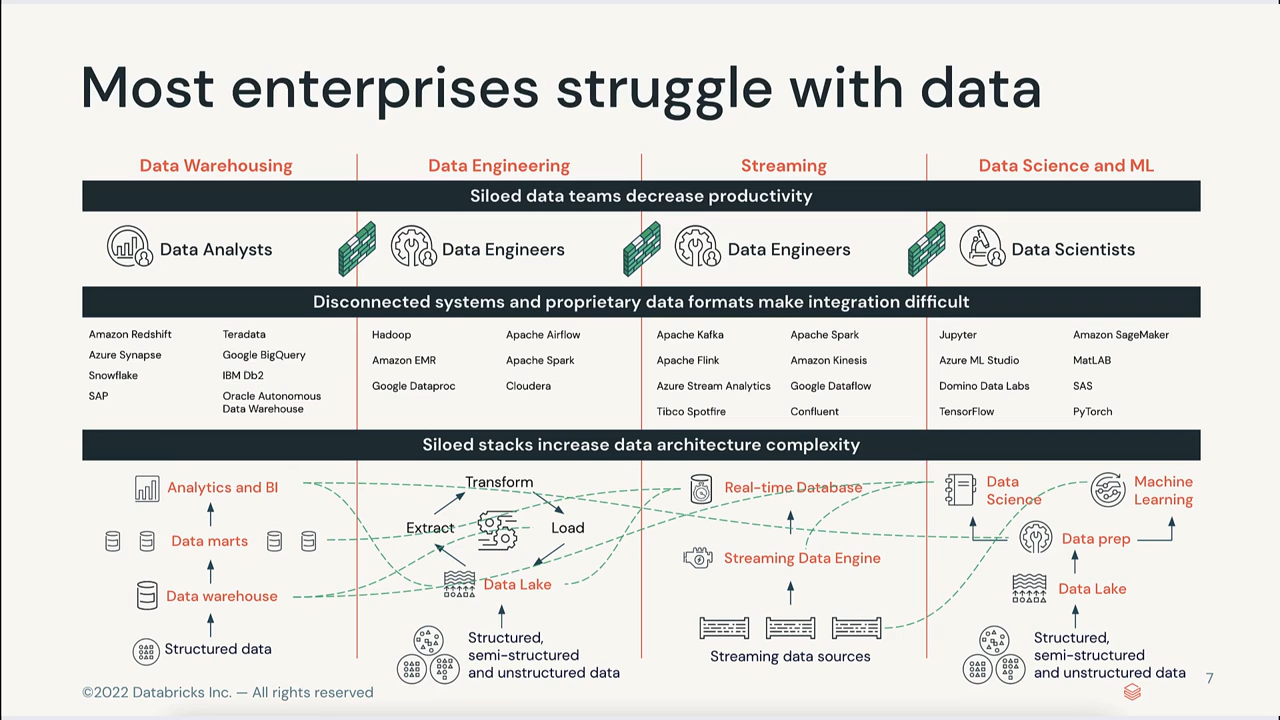 Most enterprises struggle with data
Data Warehousing
Data Engineering
Streaming
Data Science and ML
Siloed data teams decrease productivity
Data Analysts
Data Engineers
Data Engineers
Data Scientists
Disconnected systems and proprietary data formats make integration difficult
Amazon Redshift
Azure Synapse
Snowflake
SAP
Teradata
Google BigQuery
IBM Db2
Oracle Autonomous
Data Warehouse
Hadoop
Amazon EMR
Google Dataproc
Apache Airflow
Apache Spark
Cloudera
Apache Kafka
Apache Flink
Azure Stream Analytics
Tibco Spotfire
Apache Spark
Amazon Kinesis
Google Dataflow
Confluent
Jupyter
Azure ML Studio
Domino Data Labs
TensorFlow
Amazon SageMaker
MatLAB
SAS
PyTorch
Siloed stacks increase data architecture complexity
Analytics and BI
Data marts
Data warehouse
Structured data
Transform
Extract
Load
Data Lake
Structured,
semi-structured
and unstructured data
Real-time Database
Streaming Data Engine
Streaming data sources
Data
Science
Machine
Learning
Data prep
Data Lake
Structured,
semi-structured
and unstructured data
©2022 Databricks Inc. — All rights reserved
7